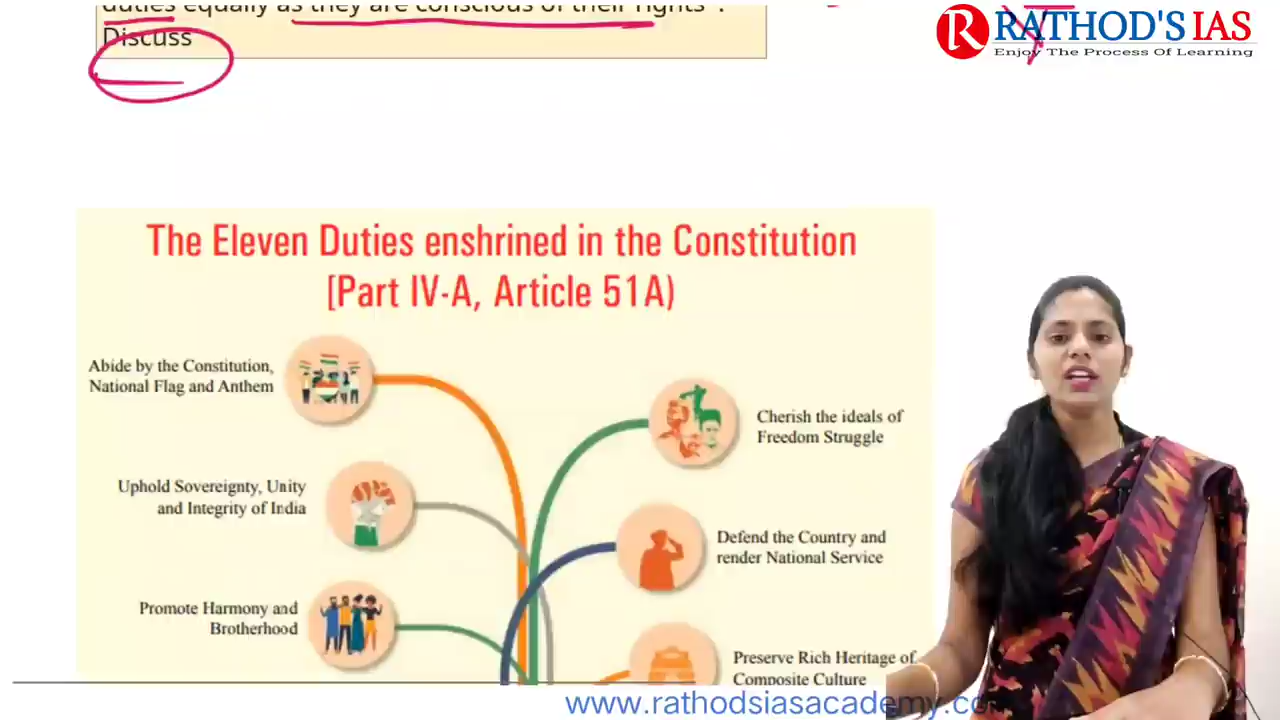 duties equally as they are conscious of their rights".
Discuss
RATHOD'S IAS
Enjoy The Process Of Learning
The Eleven Duties enshrined in the Constitution
[Part IV-A, Article 51A)
Abide by the Constitution,
National Flag and Anthem
Cherish the ideals of
Freedom Struggle
Uphold Sovereignty, Unity
and Integrity of India
Defend the Country and
render National Service
Promote Harmony and
Brotherhood
Preserve Rich Heritage of
Composite Culture
www.rathodsiasacademy.co